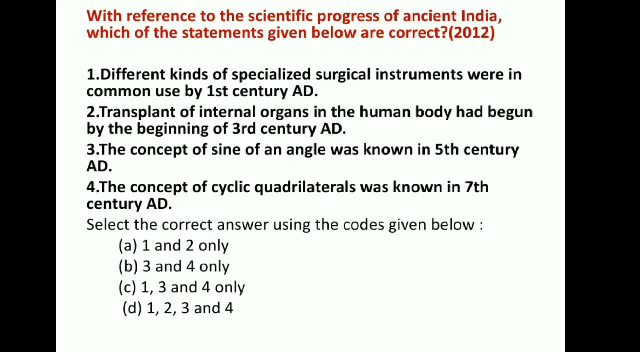 With reference to the scientific progress of ancient India,
which of the statements given below are correct?(2012)
1.Different kinds of specialized surgical instruments were in
common use by 1st century AD.
2.Transplant of internal organs in the human body had begun
by the beginning of 3rd century AD.
3.The concept of sine of an angle was known in 5th century
AD.
4.The concept of cyclic quadrilaterals was known in 7th
century AD.
Select the correct answer using the codes given below :
(a) 1 and 2 only
(b) 3 and 4 only
(c) 1, 3 and 4 only
(d) 1, 2, 3 and 4